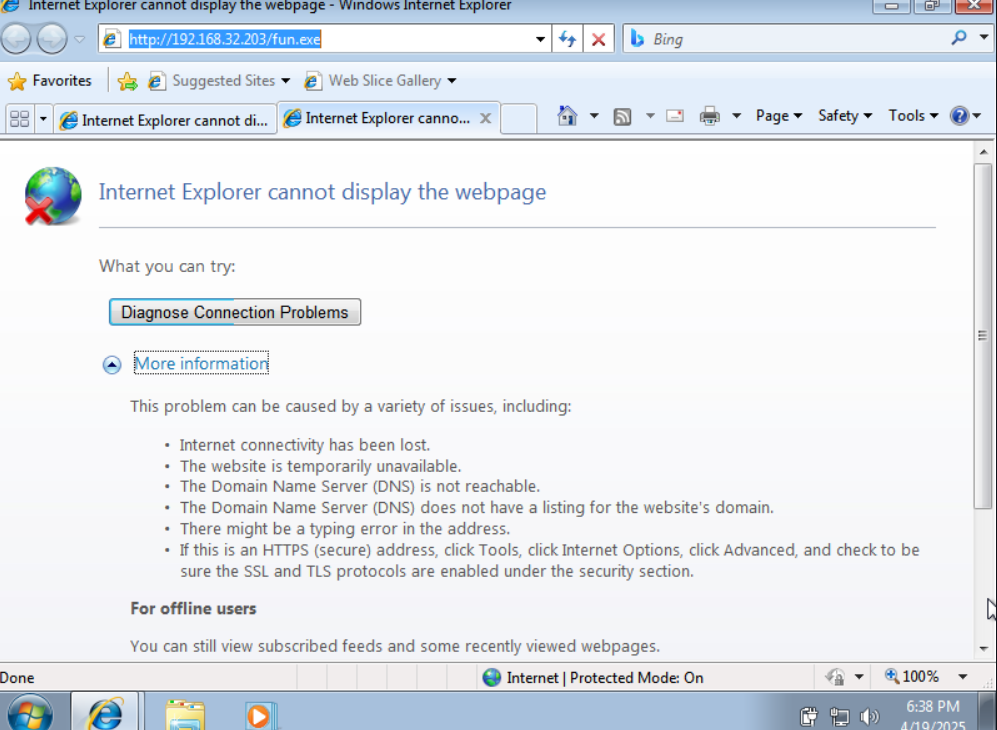 Internet Explorer cannot display the webpage - Windows Internet Explorer
http://192.168.32.203/fun.exe
Bing
Favorites
Suggested Sites
Web Slice Gallery
Internet Explorer cannot di...
Internet Explorer canno...
Page
Safety
Tools
Internet Explorer cannot display the webpage
What you can try:
Diagnose Connection Problems
More information
This problem can be caused by a variety of issues, including:
• Internet connectivity has been lost.
• The website is temporarily unavailable.
• The Domain Name Server (DNS) is not reachable.
• The Domain Name Server (DNS) does not have a listing for the website's domain.
• There might be a typing error in the address.
• If this is an HTTPS (secure) address, click Tools, click Internet Options, click Advanced, and check to be
sure the SSL and TLS protocols are enabled under the security section.
For offline users
You can still view subscribed feeds and some recently viewed webpages.
Done
Internet | Protected Mode: On
100%
6:38 PM
4/19/2025